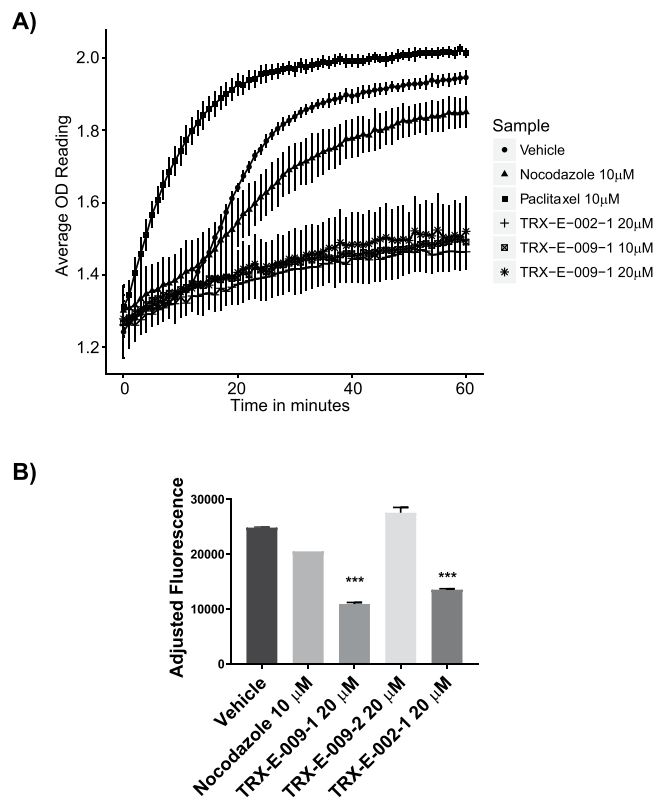 A)
2.0
1.8
1.6
1.4
1.2
Average OD Reading
0
20
40
60
Time in minutes
Sample
Vehicle
Nocodazole 10μM
Paclitaxel 10μM
TRX−E−002−1 20μM
TRX−E−009−1 10μM
TRX−E−009−1 20μM
B)
30000
20000
10000
0
Adjusted Fluorescence
***
***
Vehicle
Nocodazole 10 μM
TRX-E-009-1 20 μM
TRX-E-009-2 20 μM
TRX-E-002-1 20 μM